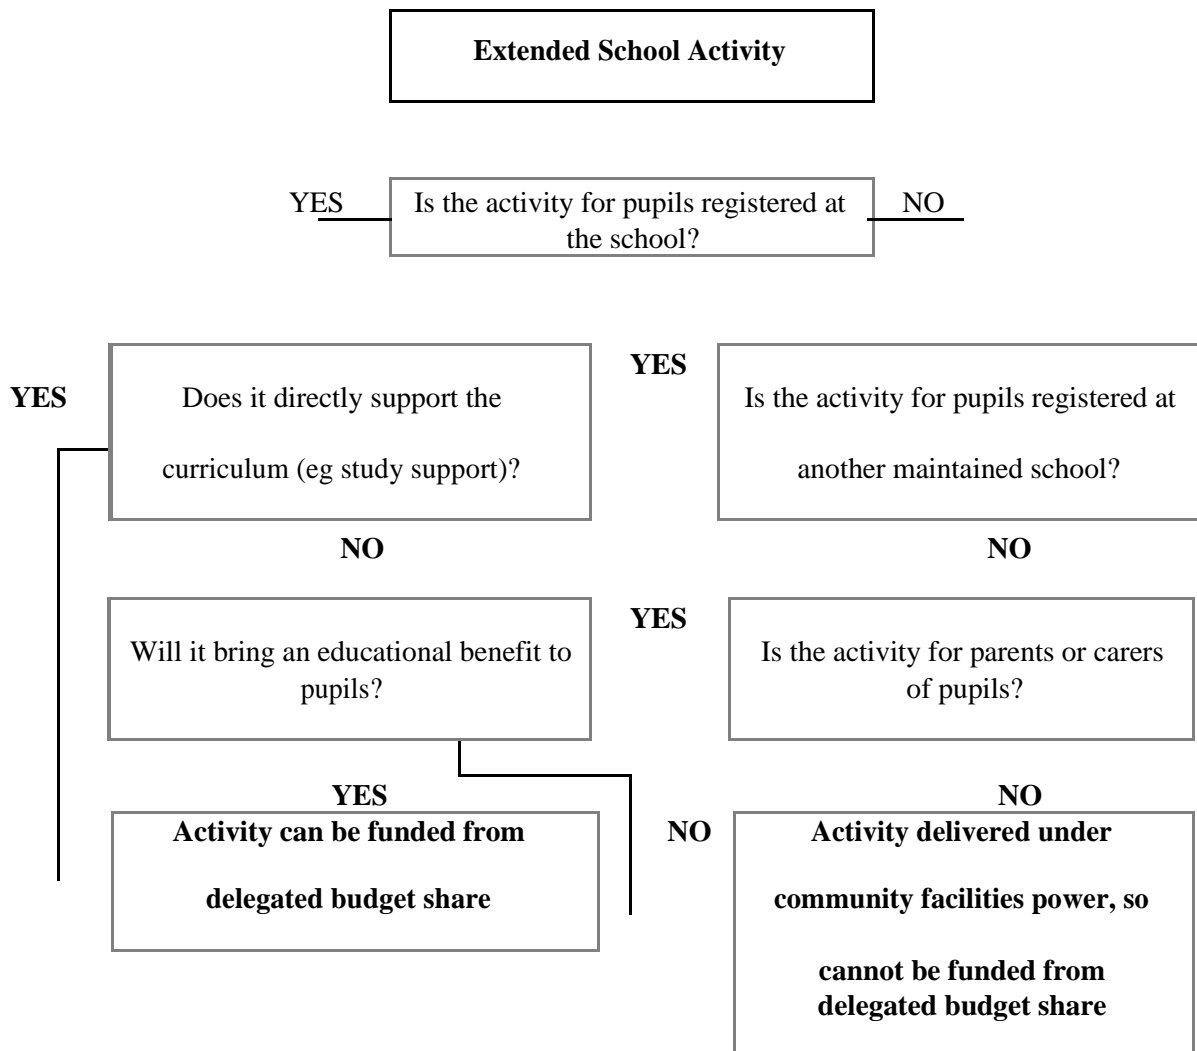 Extended School Activity
YES
Is the activity for pupils registered at
the school?
NO
YES
Does it directly support the
curriculum (eg study support)?
YES
Is the activity for pupils registered at
another maintained school?
NO
NO
Will it bring an educational benefit to
pupils?
YES
Is the activity for parents or carers
of pupils?
YES
NO
Activity can be funded from
delegated budget share
NO
Activity delivered under
community facilities power, so
cannot be funded from
delegated budget share